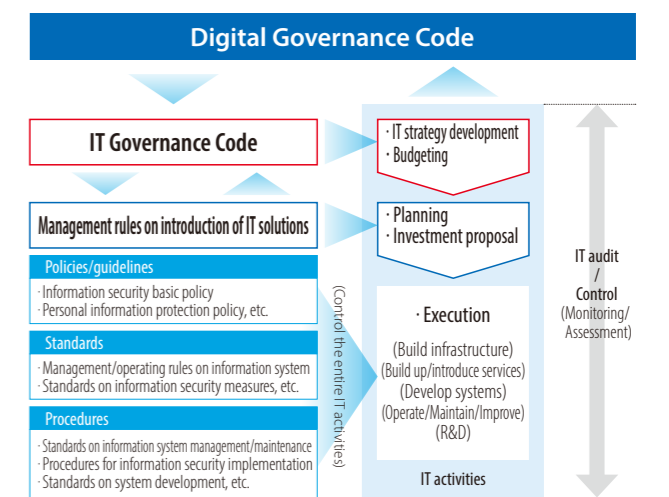 Digital Governance Code
IT Governance Code
· IT strategy development
· Budgeting
Management rules on introduction of IT solutions
· Planning
· Investment proposal
Policies/guidelines
· Information security basic policy
· Personal information protection policy, etc.
Standards
· Management/operating rules on information system
· Standards on information security measures, etc.
Procedures
· Standards on information system management/maintenance
· Procedures for information security implementation
· Standards on system development, etc.
(Control the entire IT activities)
· Execution
(Build infrastructure)
(Build up/introduce services)
(Develop systems)
(Operate/Maintain/Improve)
(R&D)
IT activities
IT audit
/
Control
(Monitoring/
Assessment)